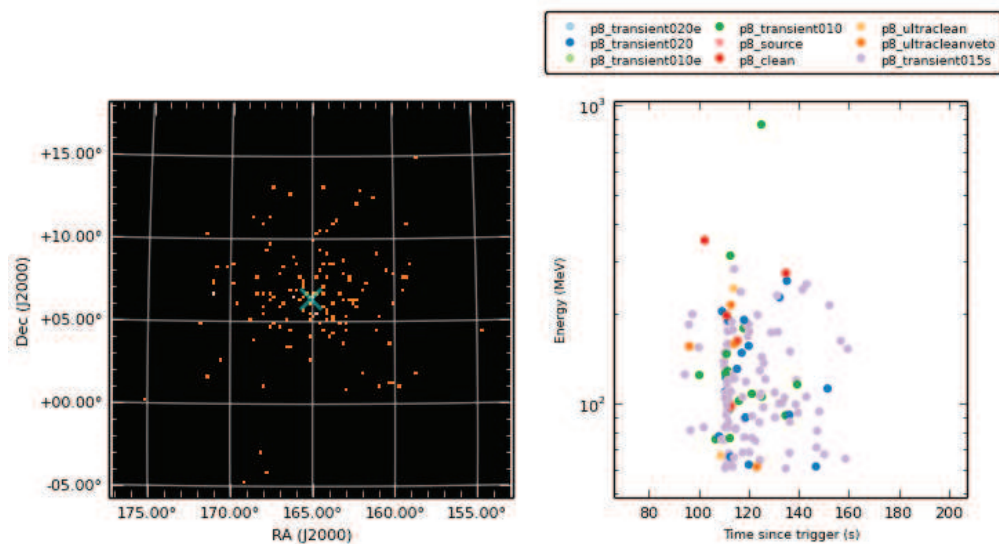 p8_transient020e p8_transient010 p8_ultraclean
p8_transient020 p8_source p8_ultracleanveto
p8_transient010e p8_clean p8_transient015s
+15.00°
+10.00°
+05.00°
+00.00°
-05.00°
Dec (J2000)
175.00° 170.00° 165.00° 160.00° 155.00°
RA (J2000)
10³
10²
Energy (MeV)
80 100 120 140 160 180 200
Time since trigger (s)